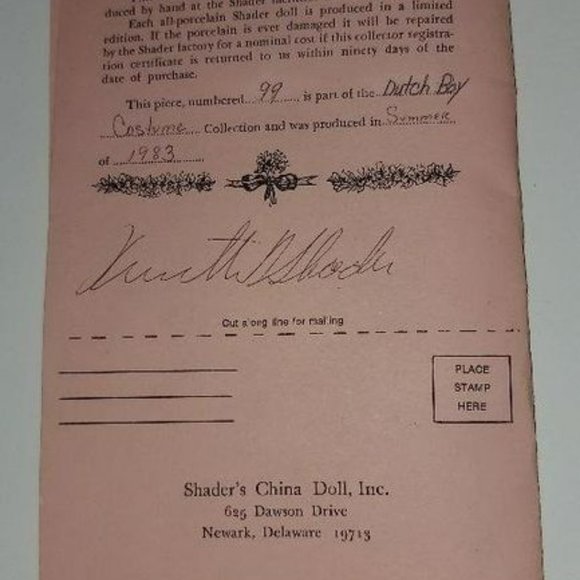 duced by hand at the Shader
Each all-porcelain Shader doll is produced in a limited
edition. If the porcelain is ever damaged it will be repaired
by the Shader factory for a nominal cost if this collector registra-
tion certificate is returned to us within ninety days of the
date of purchase.
This piece, numbered 99 is part of the Dutch Boy
Costume Collection and was produced in Summer
of 1983
Cut along line for mailing
PLACE
STAMP
HERE
Shader's China Doll, Inc.
625 Dawson Drive
Newark, Delaware 19713